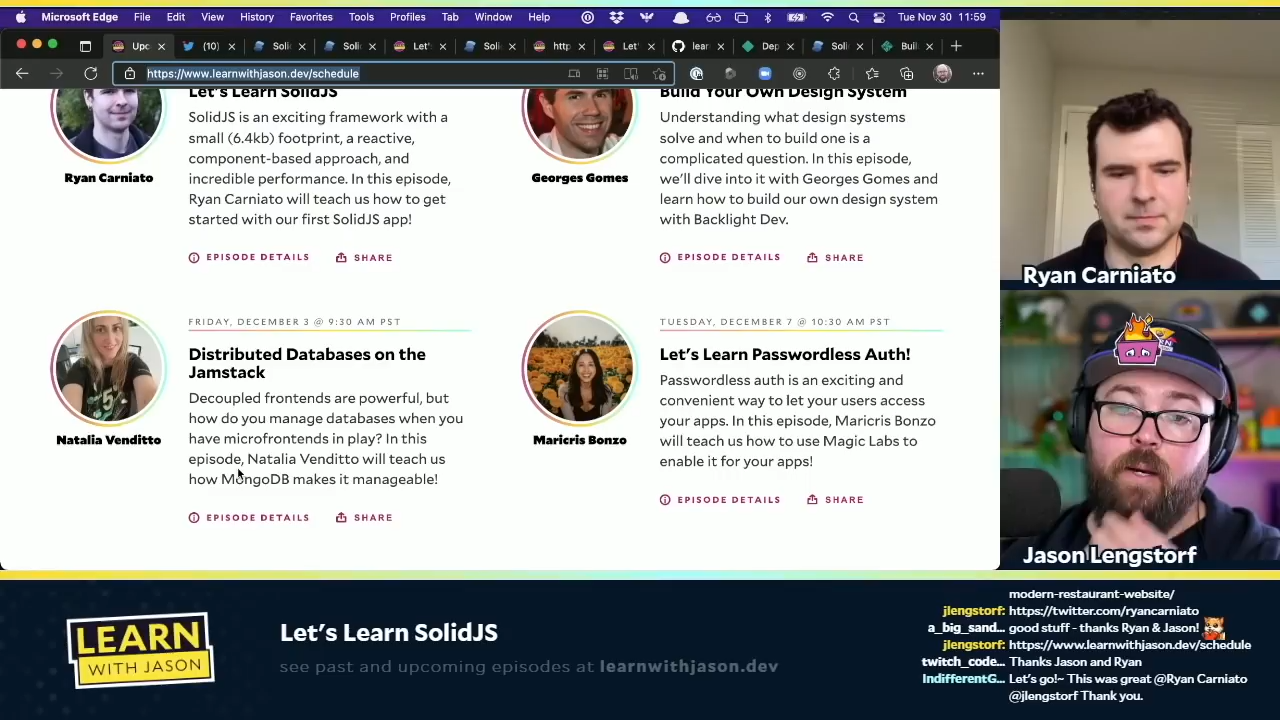 Microsoft Edge File Edit View History Favorites Tools Profiles Tab Window Help Tue Nov 30 11:59
Upc (10) Soli Soli Let' Soli http Let' lear Dep Soli Buil
https://www.learnwithjason.dev/schedule
Let's Learn SolidJS
SolidJS is an exciting framework with a
small (6.4kb) footprint, a reactive,
component-based approach, and
incredible performance. In this episode,
Ryan Carniato will teach us how to get
started with our first SolidJS app!
Ryan Carniato
EPISODE DETAILS SHARE
Build Your Own Design System
Understanding what design systems
solve and when to build one is a
complicated question. In this episode,
we'll dive into it with Georges Gomes and
learn how to build our own design system
with Backlight Dev.
Georges Gomes
EPISODE DETAILS SHARE
FRIDAY, DECEMBER 3 @ 9:30 AM PST
Distributed Databases on the
Jamstack
Decoupled frontends are powerful, but
how do you manage databases when you
have microfrontends in play? In this
episode, Natalia Venditto will teach us
how MongoDB makes it manageable!
Natalia Venditto
EPISODE DETAILS SHARE
TUESDAY, DECEMBER 7 @ 10:30 AM PST
Let's Learn Passwordless Auth!
Passwordless auth is an exciting and
convenient way to let your users access
your apps. In this episode, Maricris Bonzo
will teach us how to use Magic Labs to
enable it for your apps!
Maricris Bonzo
EPISODE DETAILS SHARE
Ryan Carniato
Jason Lengstorf
LEARN
WITH JASON
Let's Learn SolidJS
see past and upcoming episodes at learnwithjason.dev
modern-restaurant-website/
jlengstorf: https://twitter.com/ryancarniato
a_big_sand... good stuff - thanks Ryan & Jason!
jlengstorf: https://www.learnwithjason.dev/schedule
twitch_code... Thanks Jason and Ryan
IndifferentG... Let's go!~ This was great @Ryan Carniato
@jlengstorf Thank you.